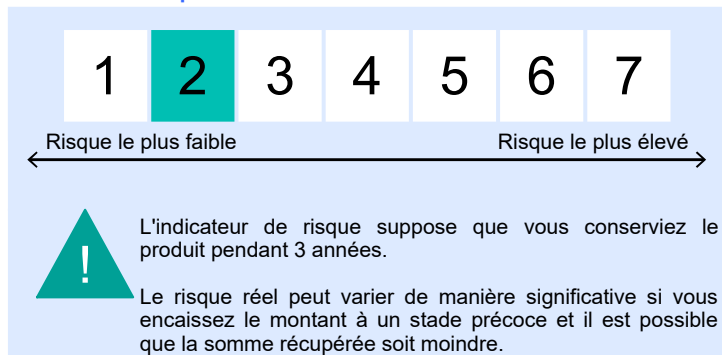 1 2 3 4 5 6 7
Risque le plus faible Risque le plus élevé
!
L'indicateur de risque suppose que vous conserviez le
produit pendant 3 années.
Le risque réel peut varier de manière significative si vous
encaissez le montant à un stade précoce et il est possible
que la somme récupérée soit moindre.